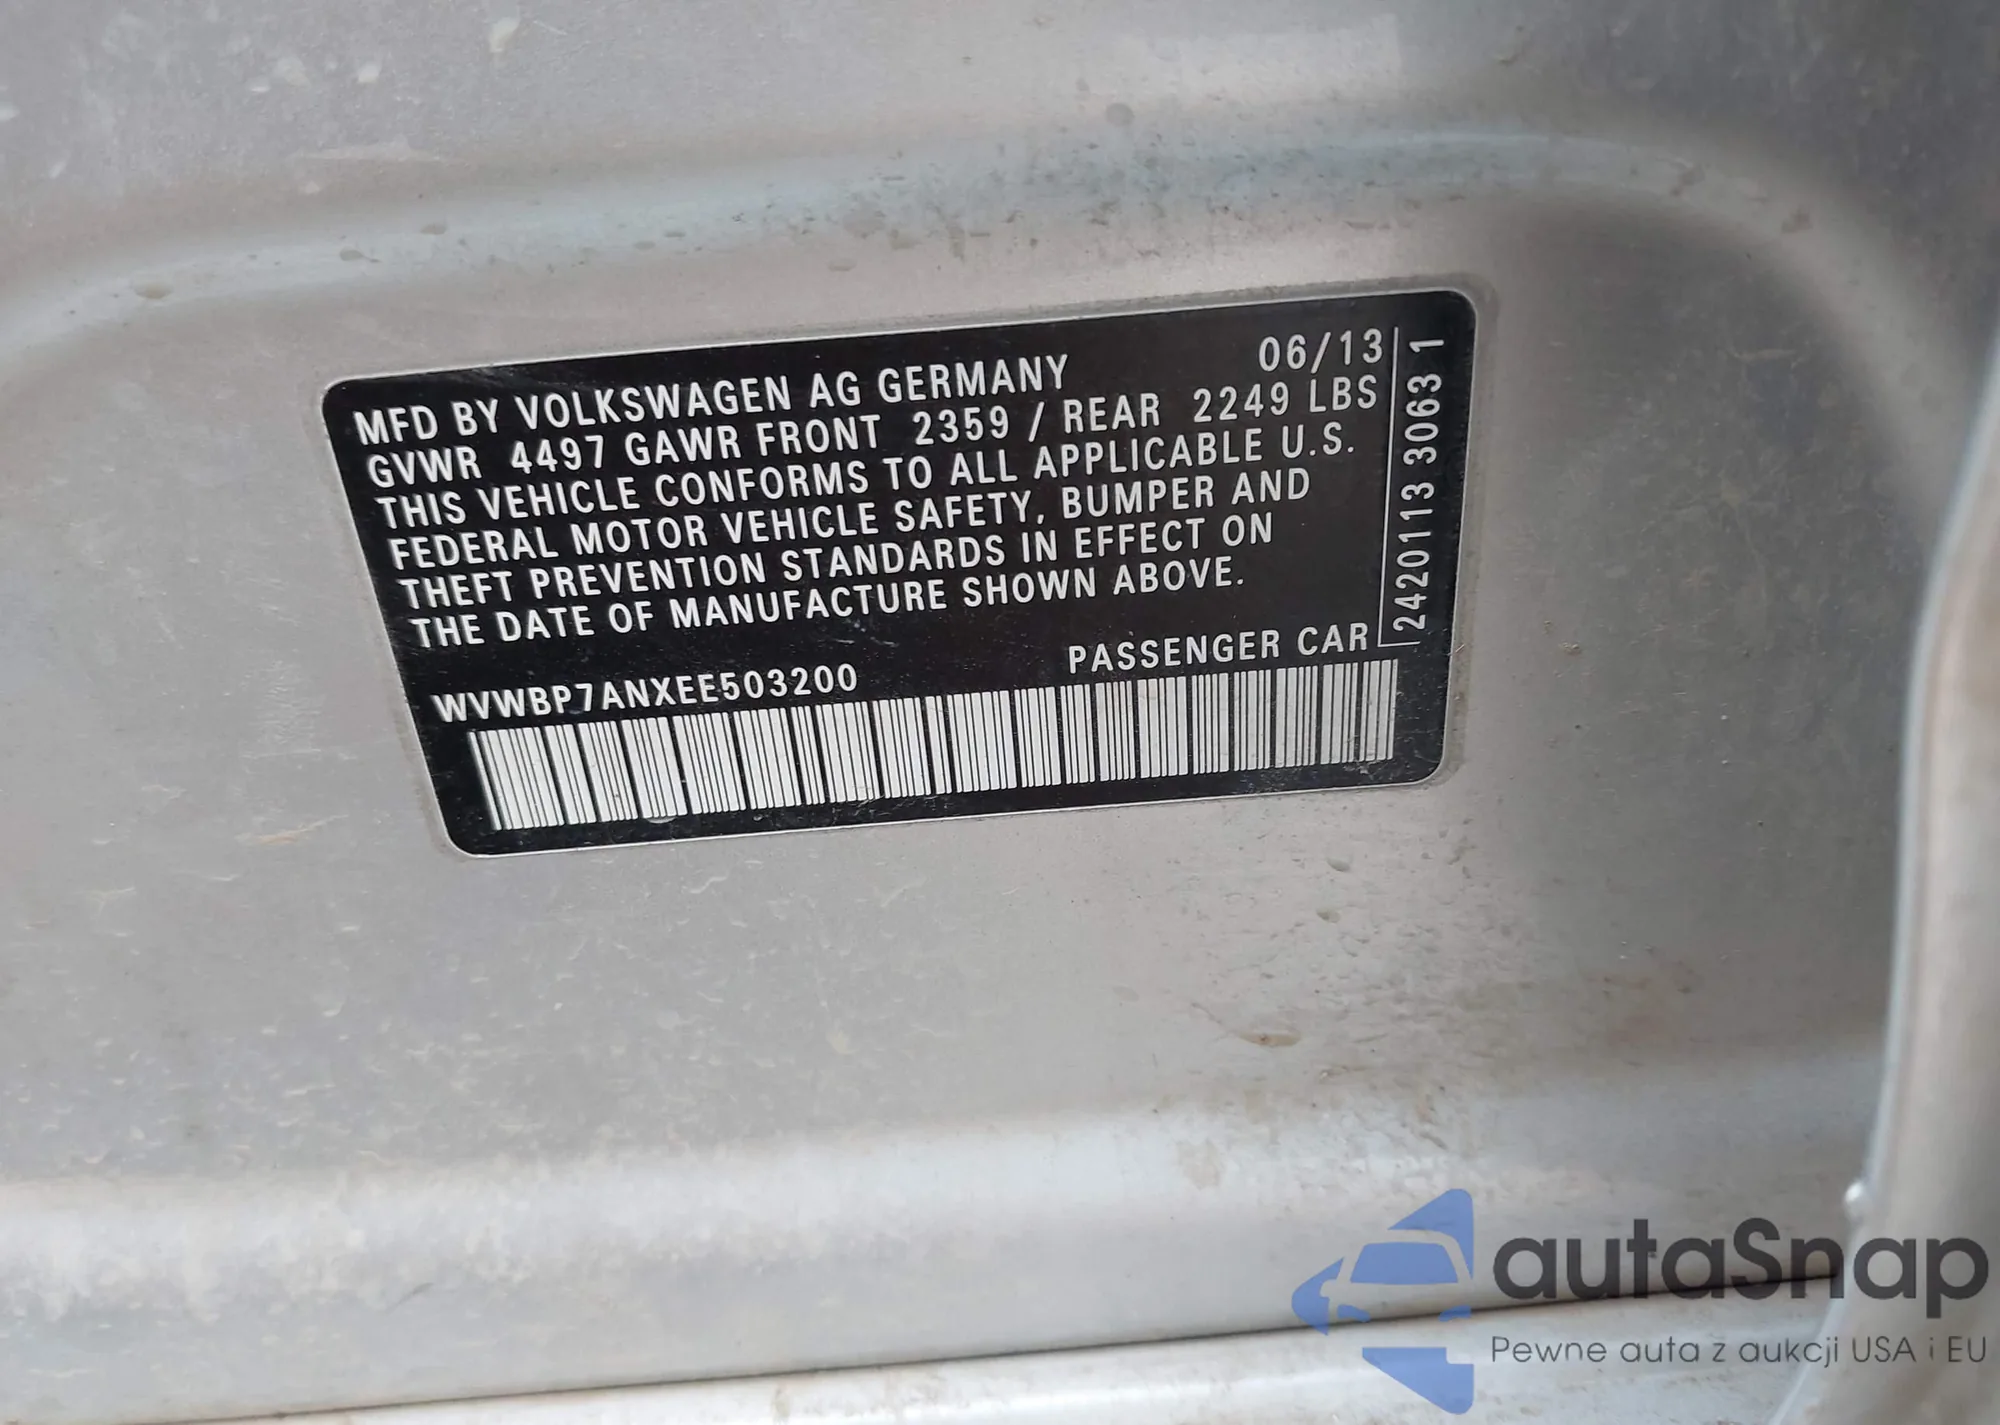 MFD BY VOLKSWAGEN AG GERMANY 06/13
GVWR 4497 GAWR FRONT 2359 / REAR 2249 LBS
THIS VEHICLE CONFORMS TO ALL APPLICABLE U.S.
FEDERAL MOTOR VEHICLE SAFETY, BUMPER AND
THEFT PREVENTION STANDARDS IN EFFECT ON
THE DATE OF MANUFACTURE SHOWN ABOVE.
WVWBP7ANXEE503200 PASSENGER CAR
2420113 3063 1
autaSnap
Pewne auta z aukcji USA i EU